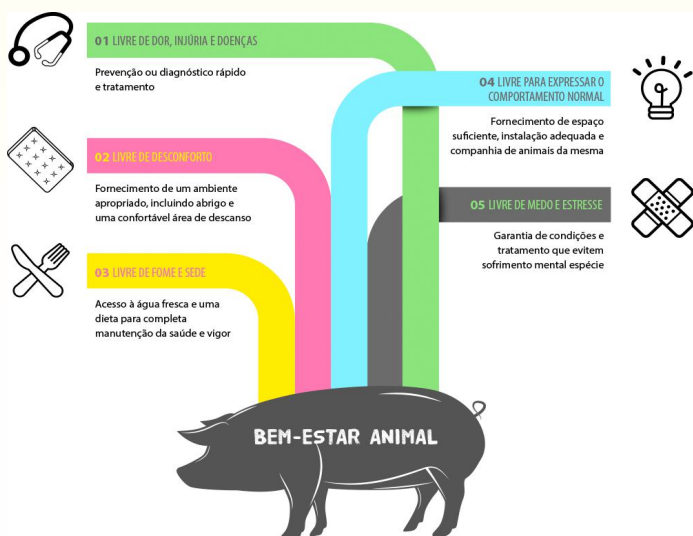 01 LIVRE DE DOR, INJÚRIA E DOENÇAS
Prevenção ou diagnóstico rápido
e tratamento
02 LIVRE DE DESCONFORTO
Fornecimento de um ambiente
apropriado, incluindo abrigo e
uma confortável área de descanso
03 LIVRE DE FOME E SEDE
Acesso à água fresca e uma
dieta para completa
manutenção da saúde e vigor
04 LIVRE PARA EXPRESSAR O
COMPORTAMENTO NORMAL
Fornecimento de espaço
suficiente, instalação adequada e
companhia de animais da mesma
05 LIVRE DE MEDO E ESTRESSE
Garantia de condições e
tratamento que evitem
sofrimento mental espécie
BEM-ESTAR ANIMAL